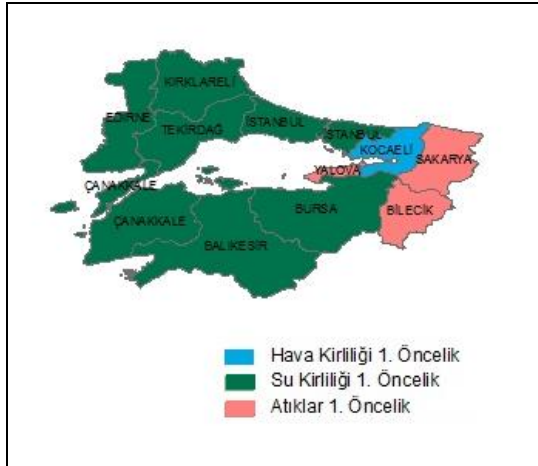 KIRKLARELİ
EDİRNE
TEKİRDAĞ
İSTANBUL
İSTANBUL
KOCAELİ
SAKARYA
YALOVA
ÇANAKKALE
ÇANAKKALE
BURSA
BİLECİK
BALIKESİR
Hava Kirliliği 1. Öncelik
Su Kirliliği 1. Öncelik
Atıklar 1. Öncelik